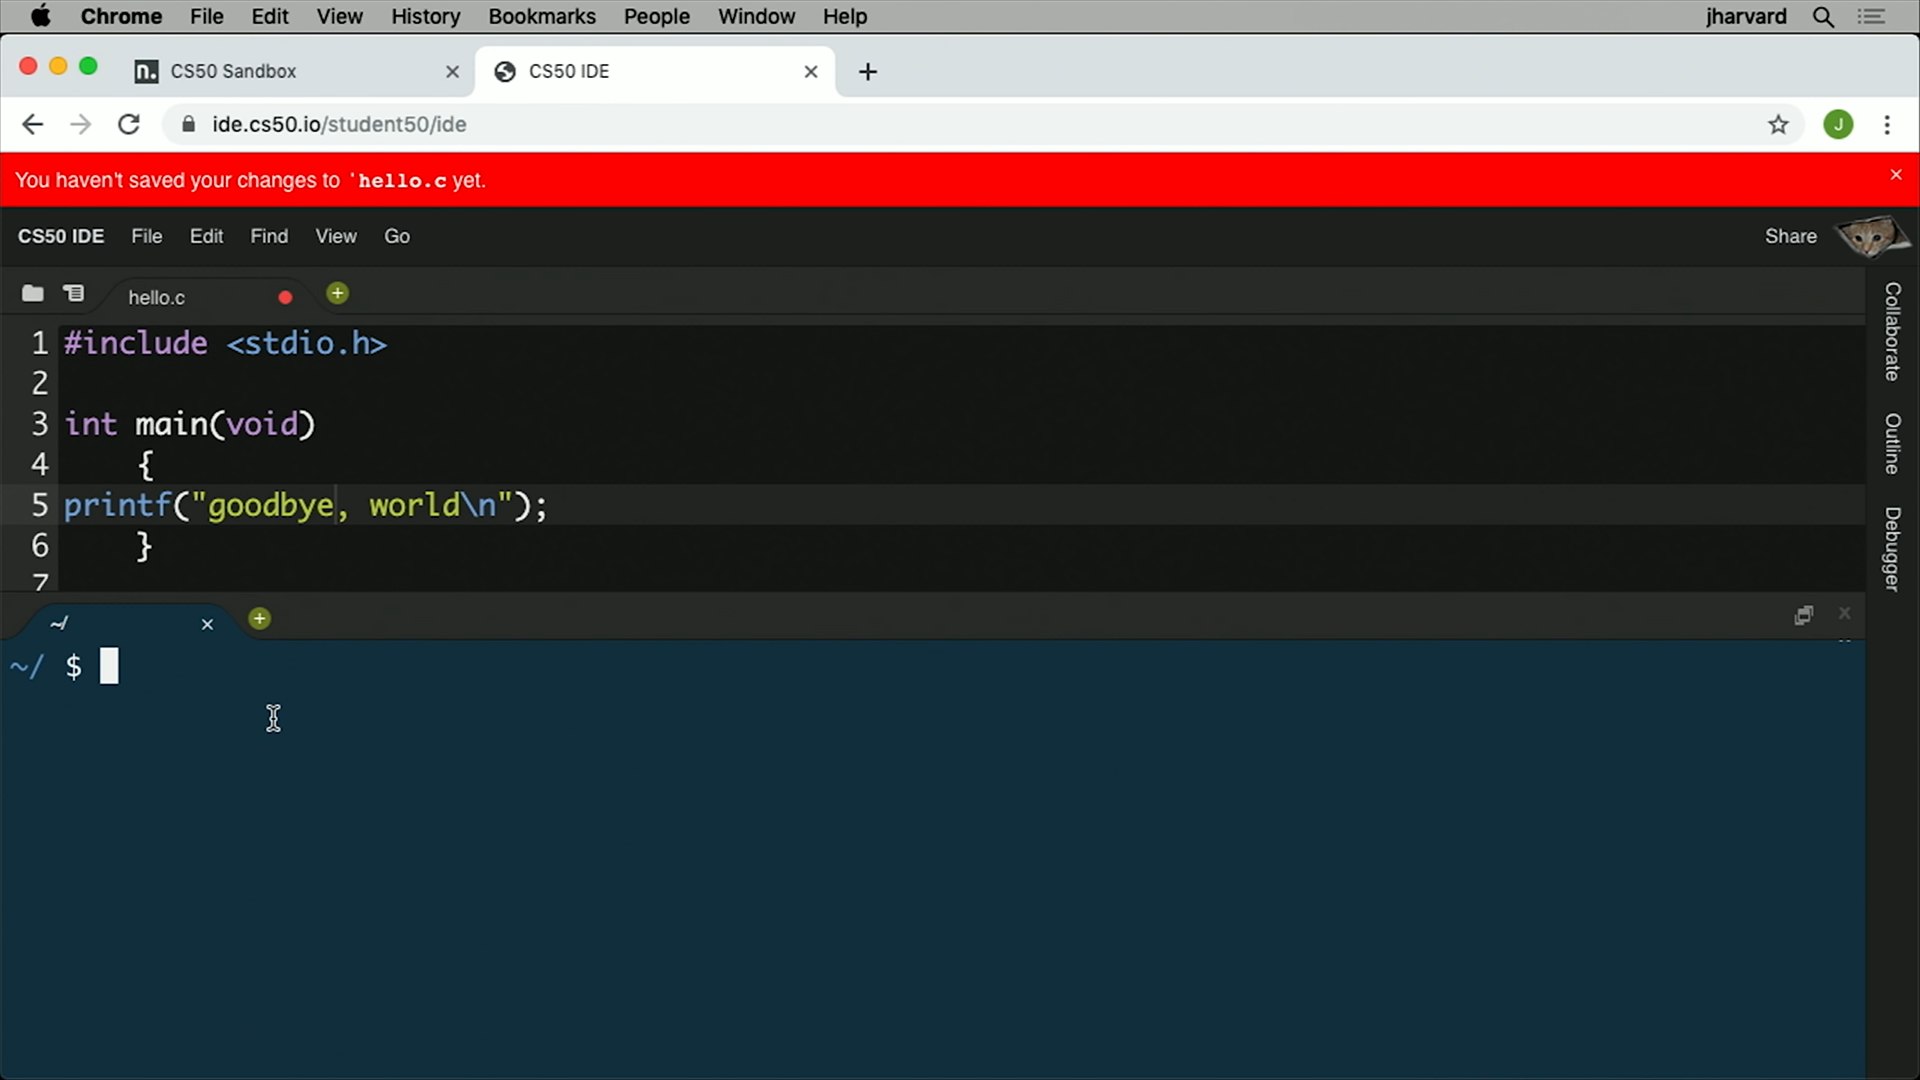 Chrome File Edit View History Bookmarks People Window Help jharvard
CS50 Sandbox CS50 IDE
ide.cs50.io/student50/ide J
You haven't saved your changes to `hello.c yet.
CS50 IDE File Edit Find View Go Share
hello.c
1 #include <stdio.h>
2
3 int main(void)
4     {
5 printf("goodbye, world\n");
6     }
7
~/
~/ $
Collaborate
Outline
Debugger